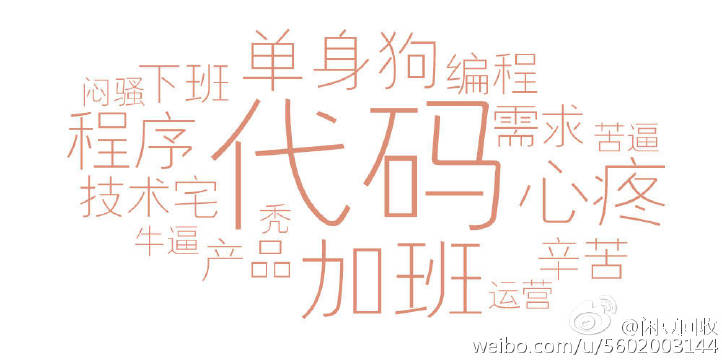 单身狗
编程
闷骚
下班
代码
需求
苦逼
程序
技术宅
心疼
秃
牛逼
产品
加班
辛苦
运营
weibo.com/u/5602003144